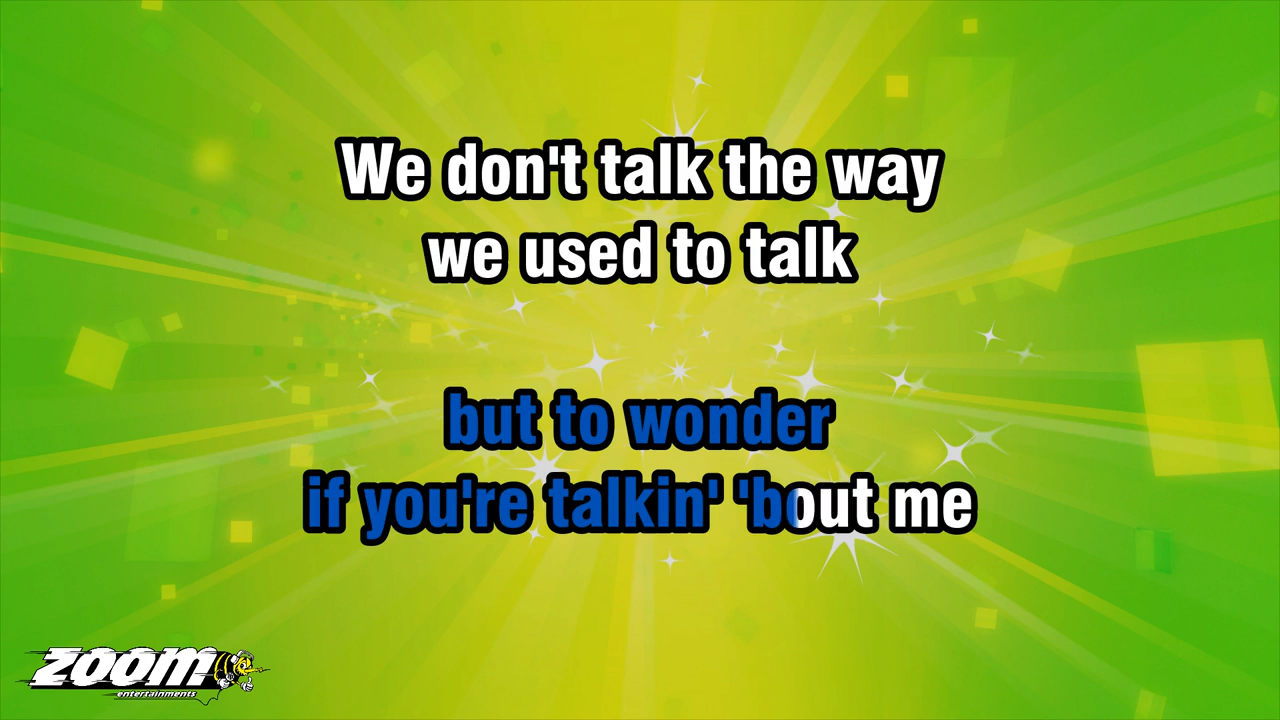 We don't talk the way
we used to talk
but to wonder
if you're talkin' 'bout me
ZOOM
entertainments